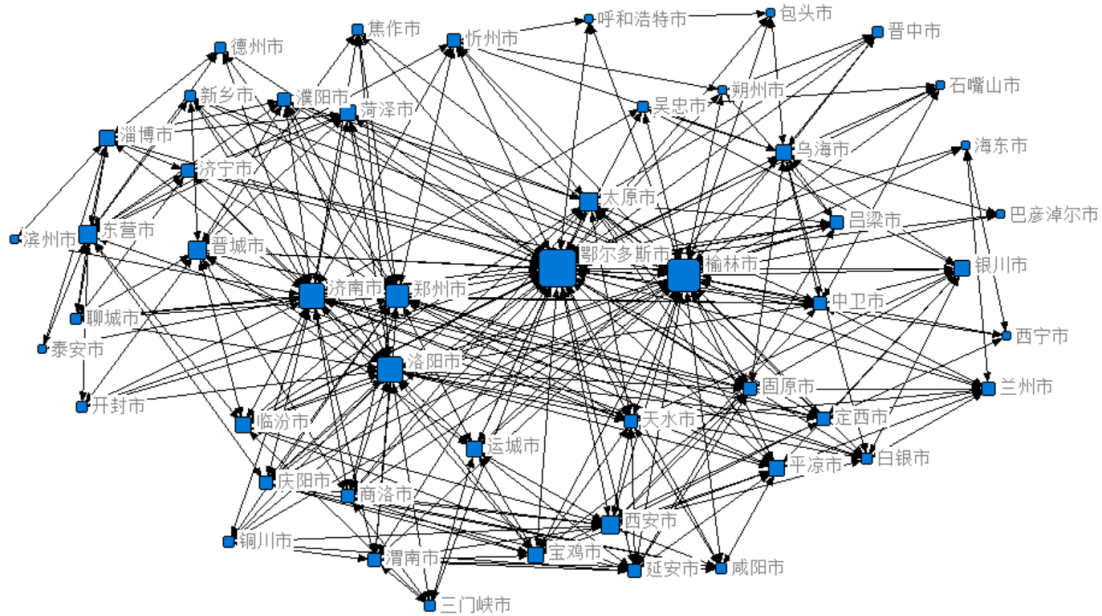 呼和浩特市
包头市
焦作市
忻州市
晋中市
德州市
新乡市
濮阳市
菏泽市
吴忠市
朔州市
石嘴山市
淄博市
乌海市
海东市
济宁市
太原市
吕梁市
巴彦淖尔市
滨州市
东营市
晋城市
鄂尔多斯市
榆林市
银川市
济南市
郑州市
中卫市
聊城市
西宁市
泰安市
洛阳市
固原市
兰州市
开封市
临汾市
天水市
定西市
运城市
平凉市
白银市
庆阳市
商洛市
西安市
铜川市
渭南市
宝鸡市
延安市
咸阳市
三门峡市